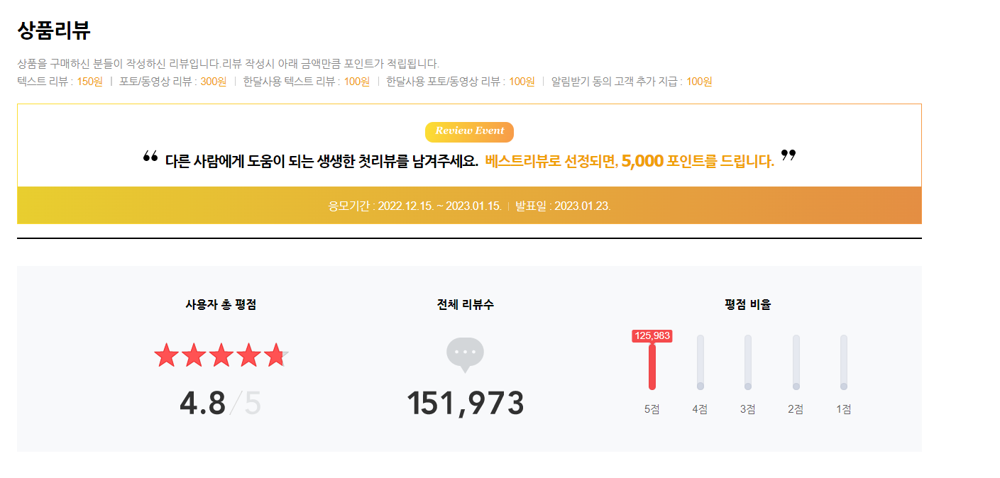 상품리뷰
상품을 구매하신 분들이 작성하신 리뷰입니다.리뷰 작성시 아래 금액만큼 포인트가 적립됩니다.
텍스트 리뷰 : 150원 | 포토/동영상 리뷰 : 300원 | 한달사용 텍스트 리뷰 : 100원 | 한달사용 포토/동영상 리뷰 : 100원 | 알림받기 동의 고객 추가 지급 : 100원
Review Event
“ 다른 사람에게 도움이 되는 생생한 첫리뷰를 남겨주세요. 베스트리뷰로 선정되면, 5,000 포인트를 드립니다. ”
응모기간 : 2022.12.15. ~ 2023.01.15. | 발표일 : 2023.01.23.
사용자 총 평점
4.8/5
전체 리뷰수
151,973
평점 비율
125,983
5점 4점 3점 2점 1점